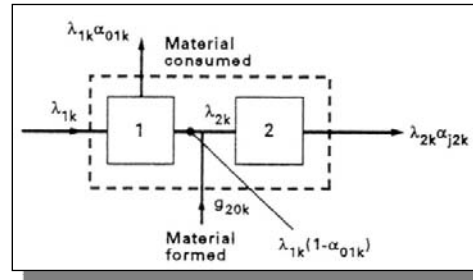 λ1kα01k
Material
consumed
λ1k
1
λ2k
2
λ2kαj2k
g20k
Material
formed
λ1k(1-α01k)